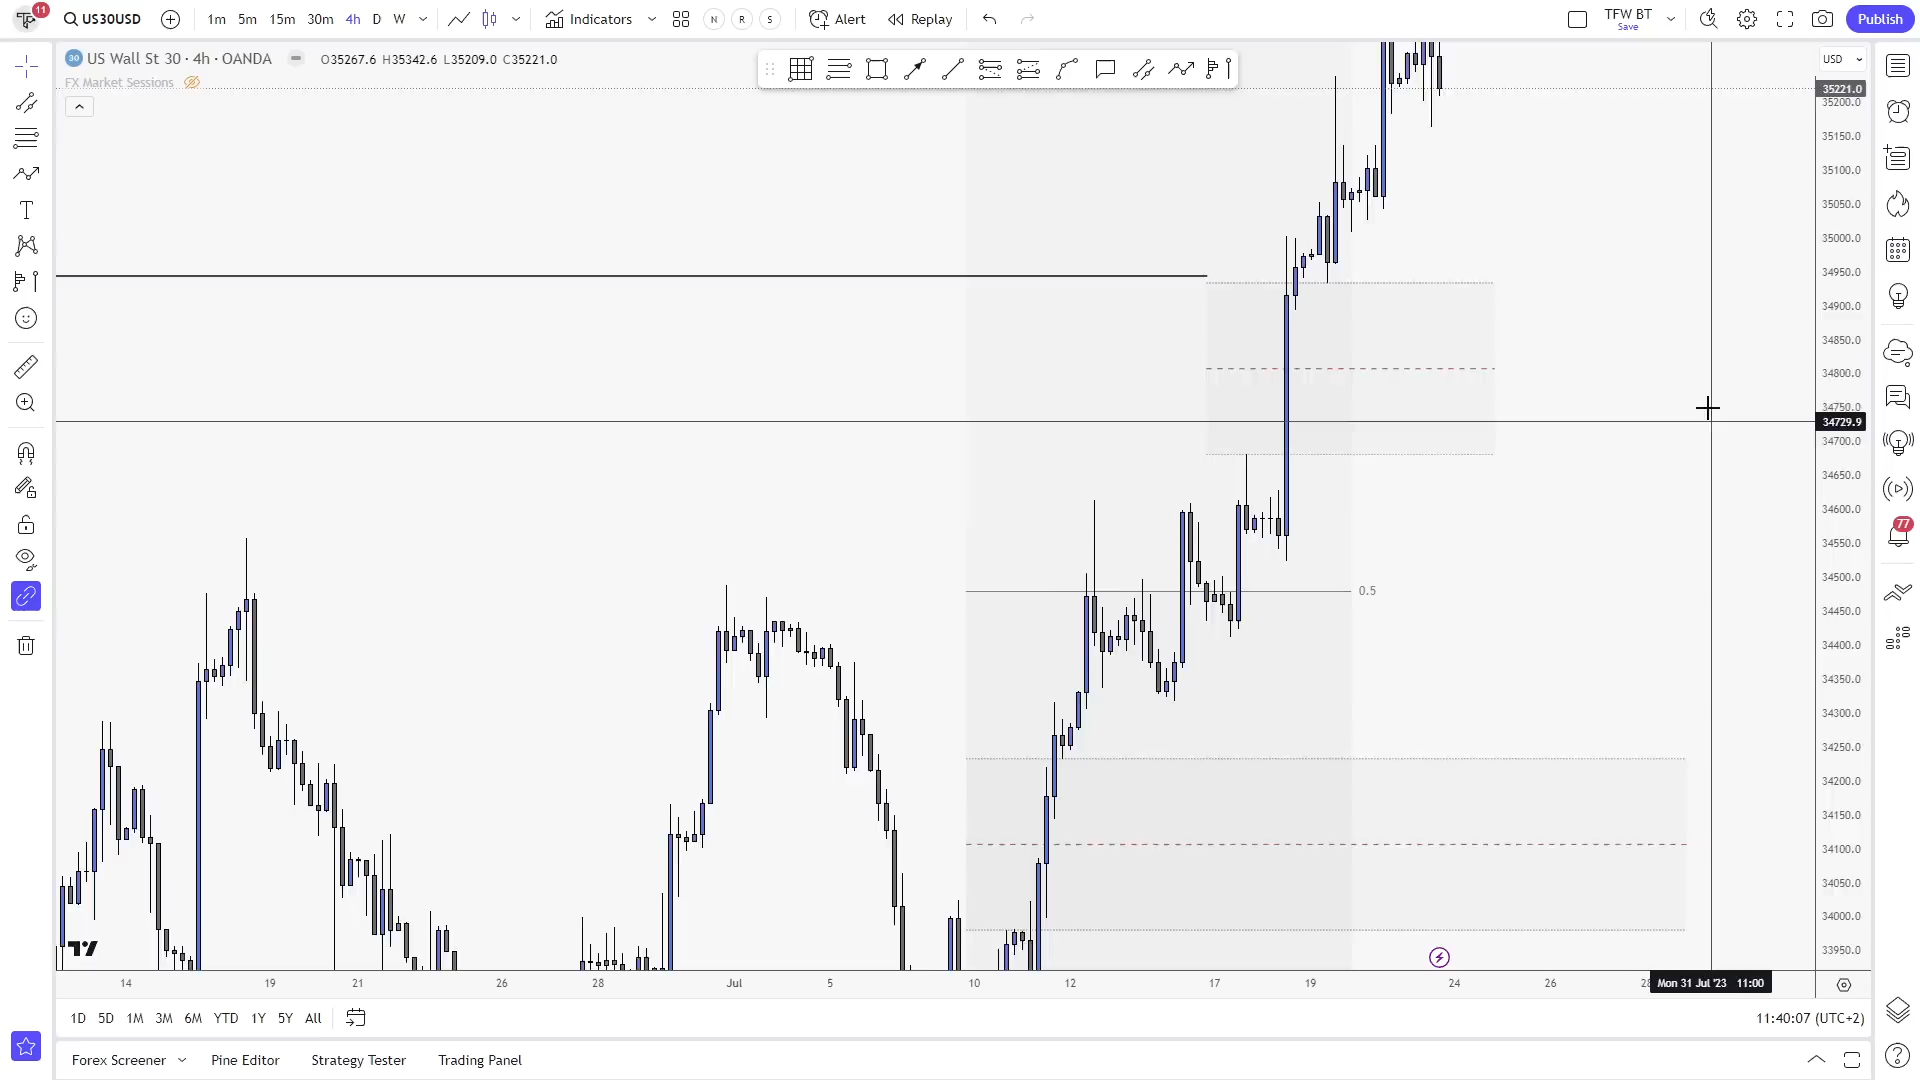 11
US30USD
1m 5m 15m 30m 4h D W
Indicators
N R S
Alert
Replay
TFW BT
Save
Publish
30 US Wall St 30 · 4h · OANDA
O35267.6 H35342.6 L35209.0 C35221.0
FX Market Sessions
USD
35221.0
35200.0
35150.0
35100.0
35050.0
35000.0
34950.0
34900.0
34850.0
34800.0
34750.0
34729.9
34700.0
34650.0
34600.0
34550.0
34500.0
34450.0
34400.0
34350.0
34300.0
34250.0
34200.0
34150.0
34100.0
34050.0
34000.0
33950.0
0.5
77
14 19 21 26 28 Jul 5 10 12 17 19 24 26 28
Mon 31 Jul '23 11:00
1D 5D 1M 3M 6M YTD 1Y 5Y All
11:40:07 (UTC+2)
Forex Screener
Pine Editor
Strategy Tester
Trading Panel